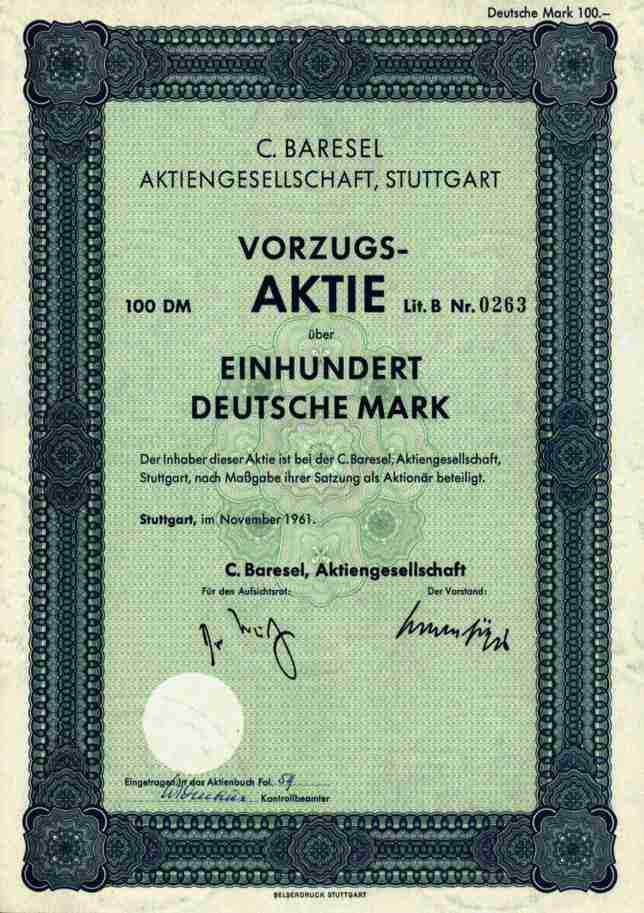 Deutsche Mark 100.–
C. BARESEL
AKTIENGESELLSCHAFT, STUTTGART
VORZUGS-
100 DM AKTIE Lit. B Nr. 0263
über
EINHUNDERT
DEUTSCHE MARK
Der Inhaber dieser Aktie ist bei der C. Baresel, Aktiengesellschaft,
Stuttgart, nach Maßgabe ihrer Satzung als Aktionär beteiligt.
Stuttgart, im November 1961.
C. Baresel, Aktiengesellschaft
Für den Aufsichtsrat: Der Vorstand:
Eingetragen in das Aktienbuch Fol. 59
Kontrollbeamter
BELSERDRUCK STUTTGART